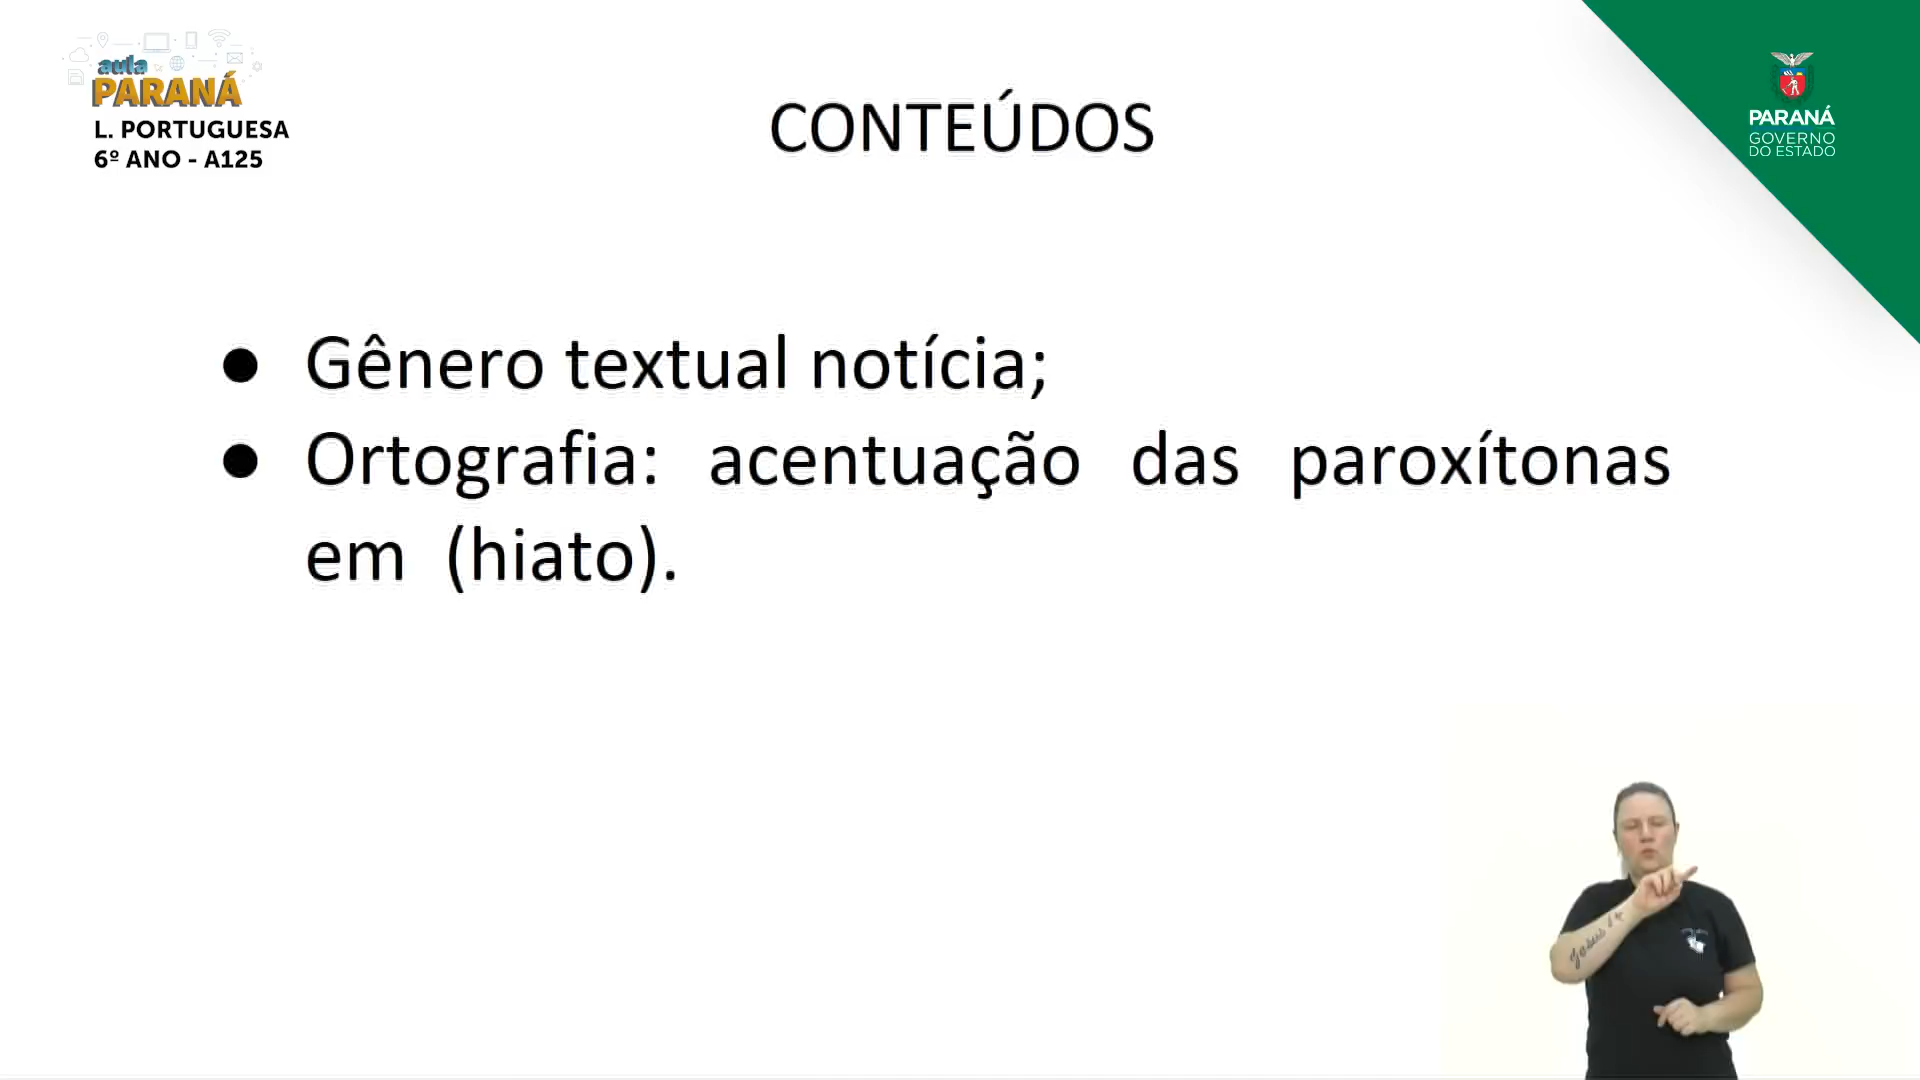 aula
PARANÁ
L. PORTUGUESA
6º ANO - A125
CONTEÚDOS
PARANÁ
GOVERNO
DO ESTADO
● Gênero textual notícia;
● Ortografia: acentuação das paroxítonas
em (hiato).